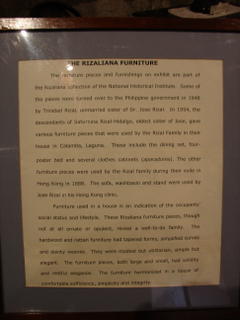 THE RIZALIANA FURNITURE
The furniture pieces and furnishings on exhibit are part of
the Rizaliana collection of the National Historical Institute. Some of
the pieces were turned over to the Philippine government in 1948
by Trinidad Rizal, unmarried sister of Dr. Jose Rizal. In 1994, the
descendants of Saturnina Rizal-Hidalgo, eldest sister of Jose, gave
various furniture pieces that were used by the Rizal Family in their
house in Calamba, Laguna. These include the dining set, four-
poster bed and several clothes cabinets (aparadores). The other
furniture pieces were used by the Rizal family during their exile in
Hong Kong in 1888. The sofa, washbasin and stand were used by
Jose Rizal in his Hong Kong clinic.
Furniture used in a house is an indication of the occupants'
social status and lifestyle. These Rizaliana furniture pieces, though
not at all ornate or opulent, reveal a well-to-do family. The
hardwood and rattan furniture had tapered forms, simplified curves
and slanky
They were modest but utilitarian, simple but
elegant. The furniture pieces, both large and small, had solidity
and restful elegance. The furniture harmonized in a house of
comfortable sufficiency, simplicity and integrity.